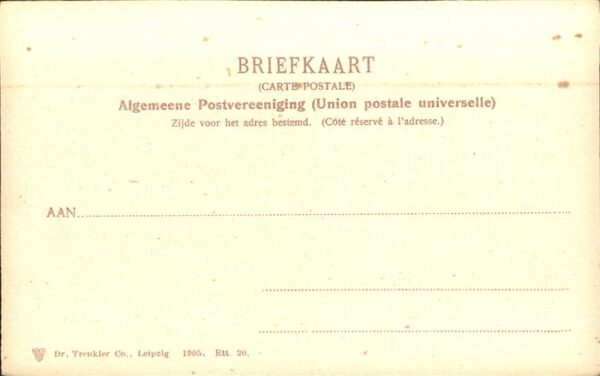 BRIEFKAART
(CARTE POSTALE)
Algemeene Postvereeniging (Union postale universelle)
Zijde voor het adres bestemd. (Côté réservé à l'adresse.)
AAN
Dr. Trenkler Co., Leipzig 1905. Rtt. 20.